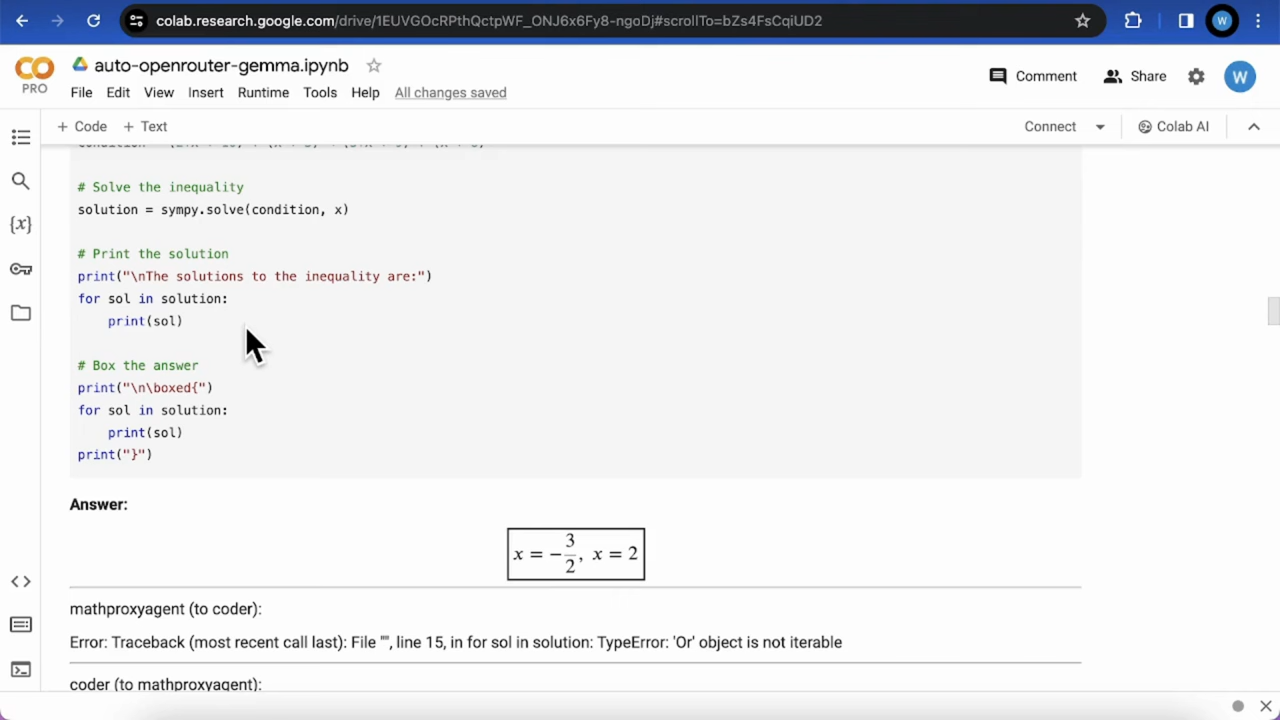 colab.research.google.com/drive/1EUVGOcRPthQctpWF_ONJ6x6Fy8-ngoDj#scrollTo=bZs4FsCqiUD2
W
CO
PRO
auto-openrouter-gemma.ipynb
Comment
Share
W
File Edit View Insert Runtime Tools Help All changes saved
+ Code + Text
Connect
Colab AI
# Solve the inequality
solution = sympy.solve(condition, x)
# Print the solution
print("\nThe solutions to the inequality are:")
for sol in solution:
print(sol)
# Box the answer
print("\n\boxed{")
for sol in solution:
print(sol)
print("}")
Answer:
x = −3/2, x = 2
mathproxyagent (to coder):
Error: Traceback (most recent call last): File "", line 15, in for sol in solution: TypeError: 'Or' object is not iterable
coder (to mathproxyagent):